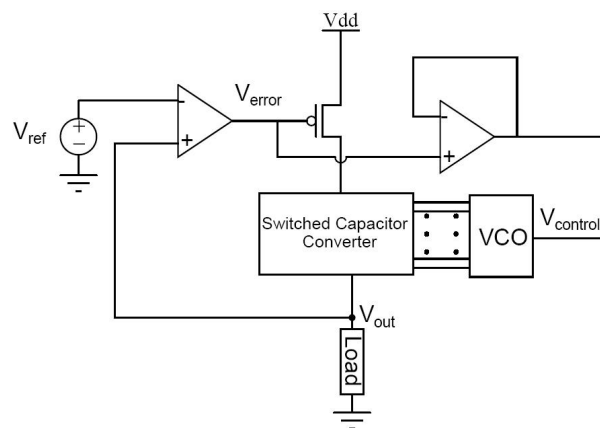 Vdd
Verror
Vref
-
+
+
−
-
+
Switched Capacitor
Converter
VCO
Vcontrol
Vout
Load